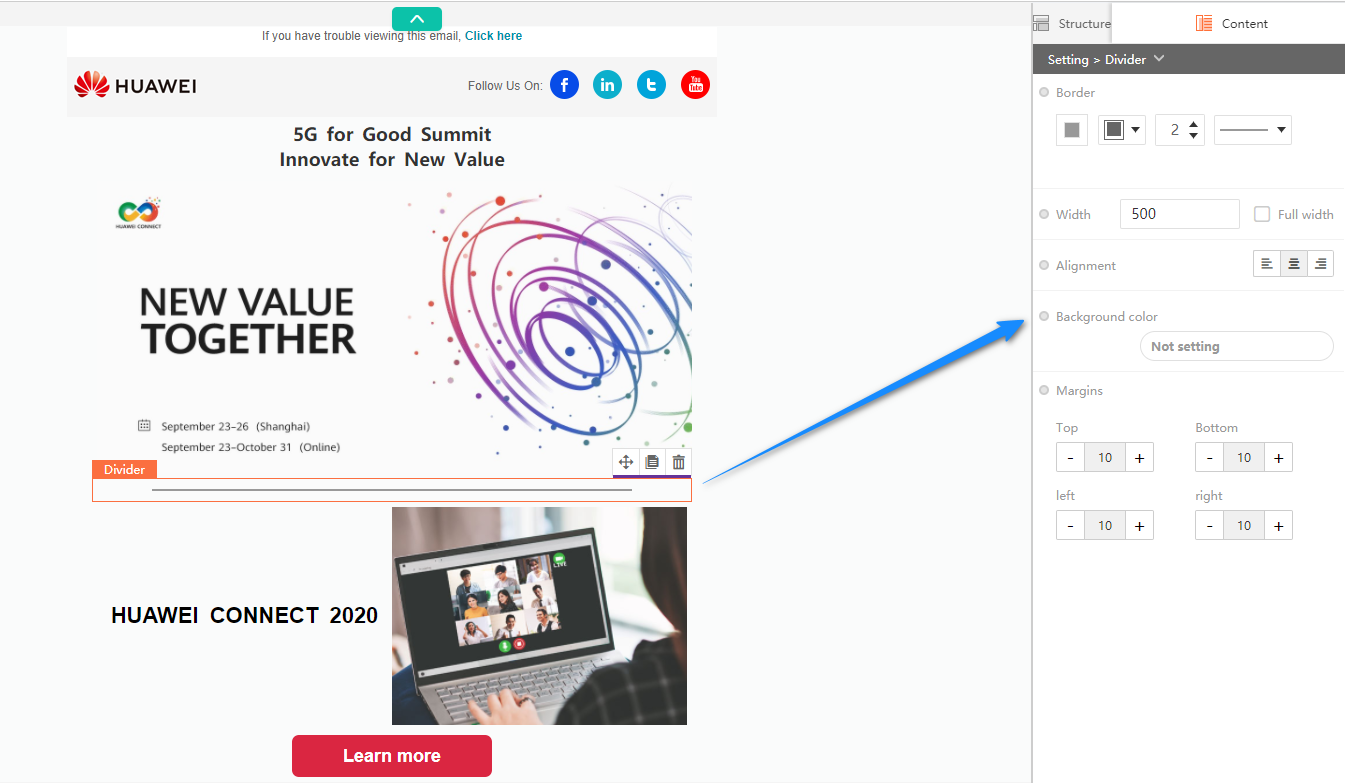 If you have trouble viewing this email, Click here
HUAWEI
Follow Us On:
You
Tube
5G for Good Summit
Innovate for New Value
HUAWEI CONNECT
NEW VALUE
TOGETHER
September 23–26 (Shanghai)
September 23–October 31 (Online)
Divider
HUAWEI CONNECT 2020
LIVE
Learn more
Structure
Content
Setting > Divider
Border
2
Width
500
Full width
Alignment
Background color
Not setting
Margins
Top
Bottom
- 10 +
- 10 +
left
right
- 10 +
- 10 +